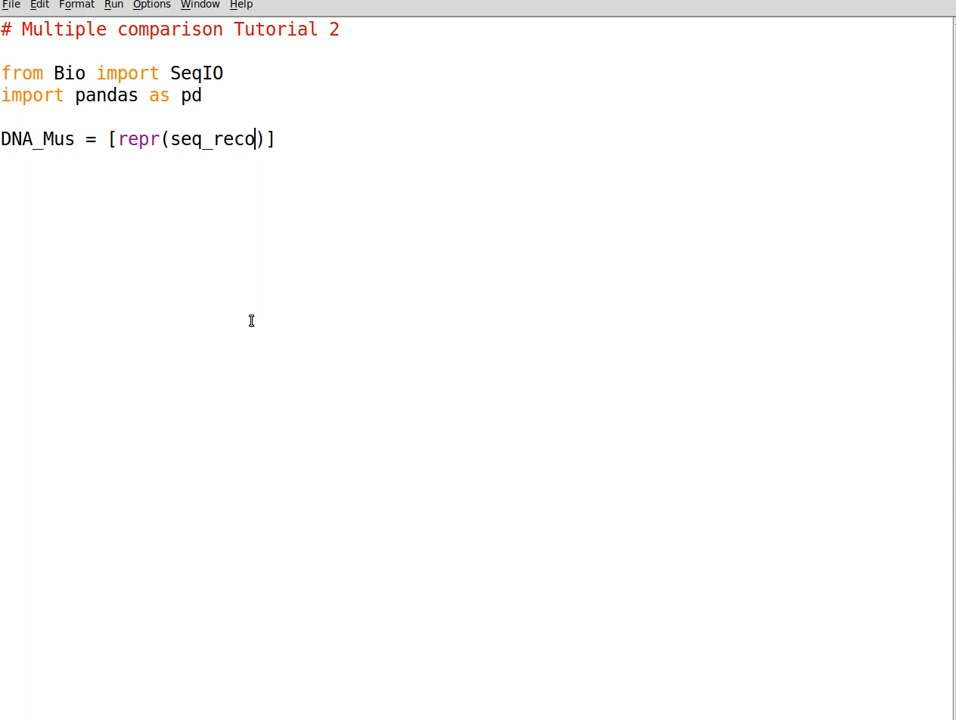 File Edit Format Run Options Window Help
# Multiple comparison Tutorial 2
from Bio import SeqIO
import pandas as pd
DNA_Mus = [repr(seq_reco)]